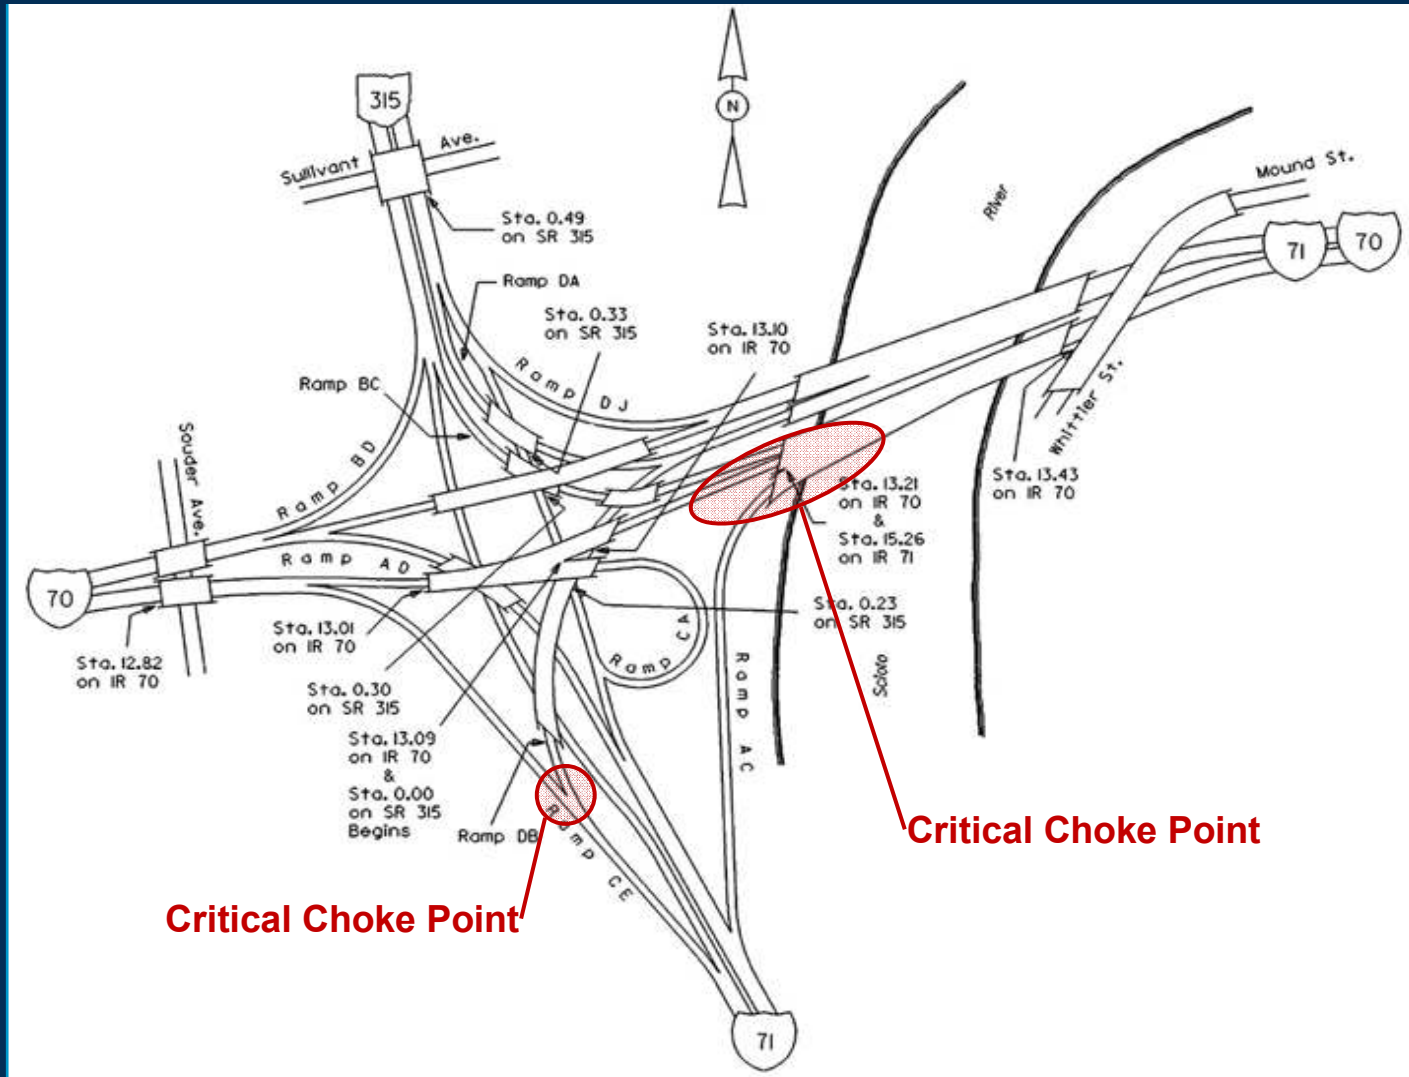 315
N
Sullivant Ave.
Mound St.
River
71
70
Sta. 0.49
on SR 315
Ramp DA
Sta. 0.33
on SR 315
Sta. 13.10
on IR 70
Ramp DJ
Ramp BC
Souder Ave.
Ramp BD
Whittier St.
Sta. 13.43
on IR 70
Sta. 13.21
on IR 70
&
Sta. 15.26
on IR 71
Ramp AD
70
Sta. 13.01
on IR 70
Sta. 12.82
on IR 70
Sta. 0.23
on SR 315
Ramp CA
Ramp AC
Scioto
Sta. 0.30
on SR 315
Sta. 13.09
on IR 70
&
Sta. 0.00
on SR 315
Begins
Ramp DB
Ramp CE
Critical Choke Point
Critical Choke Point
71